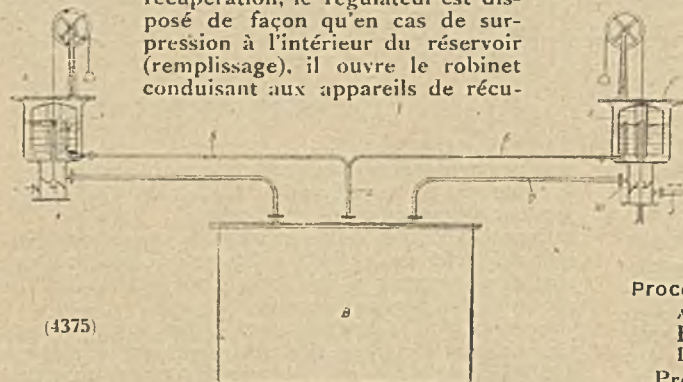 récupération, le régulateur est dis-
posé de façon qu'en cas de sur-
pression à l'intérieur du réservoir
(remplissage), il ouvre le robinet
conduisant aux appareils de récu-
B
(4375)